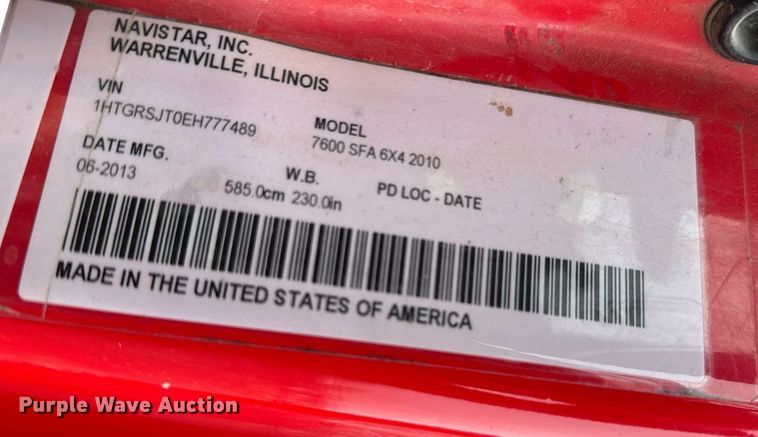 NAVISTAR, INC.
WARRENVILLE, ILLINOIS
VIN
1HTGRSJT0EH777489
MODEL
7600 SFA 6X4 2010
DATE MFG.
06-2013
W.B.
585.0cm 230.0in
PD LOC - DATE
MADE IN THE UNITED STATES OF AMERICA
Purple Wave Auction